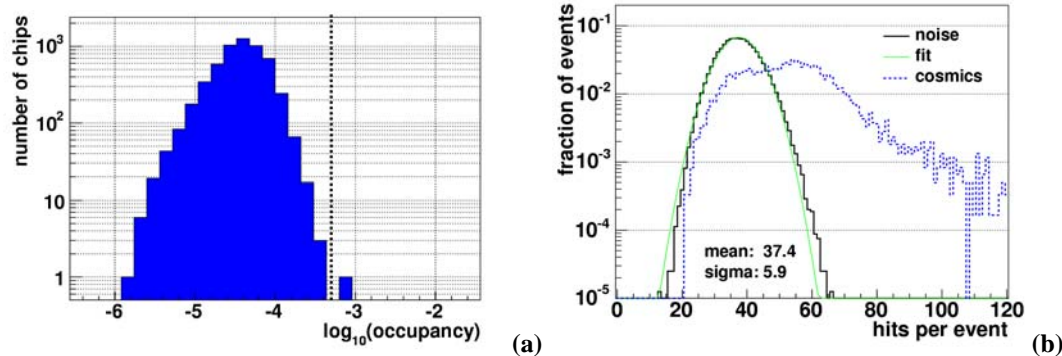 number of chips
10³
10²
10
1
-6
-5
-4
-3
-2
log₁₀(occupancy)
(a)
fraction of events
10⁻¹
10⁻²
10⁻³
10⁻⁴
10⁻⁵
noise
fit
cosmics
mean: 37.4
sigma: 5.9
0
20
40
60
80
100
120
hits per event
(b)